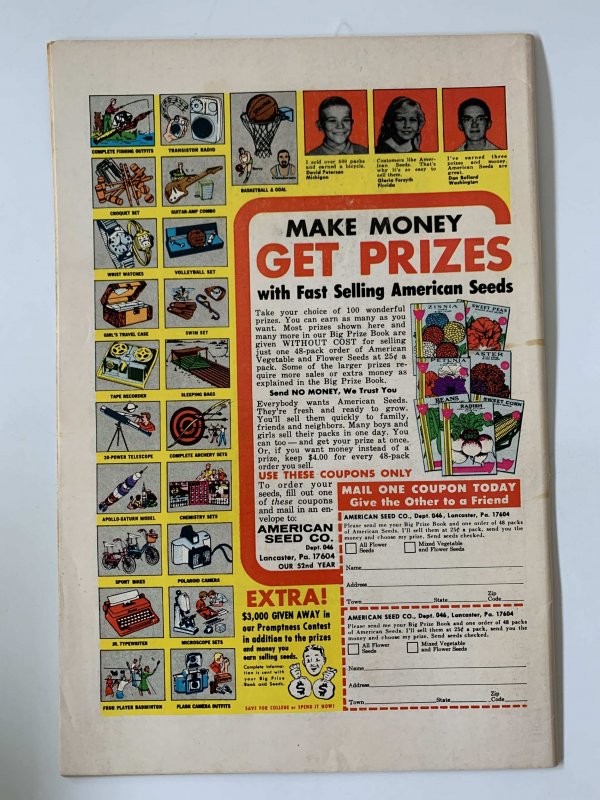 COMPLETE FISHING OUTFITS
TRANSISTOR RADIO
BASKETBALL & GOAL
CROQUET SET
GUITAR-AMP COMBO
WRIST WATCHES
VOLLEYBALL SET
GIRL'S TRAVEL CASE
SWIM SET
TAPE RECORDER
SLEEPING BAGS
30-POWER TELESCOPE
COMPLETE ARCHERY SETS
APOLLO-SATURN MODEL
CHEMISTRY SETS
SPORT BIKES
POLAROID CAMERA
JR. TYPEWRITER
MICROSCOPE SETS
FOUR PLAYER BADMINTON
FLASH CAMERA OUTFITS
I sold over 500 packs
and earned a bicycle.
David Peterson
Michigan
Customers like Amer-
ican Seeds. That's
why it's so easy to
sell them.
Gloria Forsyth
Florida
I've earned three
prizes and money.
American Seeds are
great.
Dan Ballard
Washington
MAKE MONEY
GET PRIZES
with Fast Selling American Seeds
Take your choice of 100 wonderful
prizes. You can earn as many as you
want. Most prizes shown here and
many more in our Big Prize Book are
given WITHOUT COST for selling
just one 48-pack order of American
Vegetable and Flower Seeds at 25¢ a
pack. Some of the larger prizes re-
quire more sales or extra money as
explained in the Big Prize Book.
Send NO MONEY, We Trust You
Everybody wants American Seeds.
They're fresh and ready to grow.
You'll sell them quickly to family,
friends and neighbors. Many boys and
girls sell their packs in one day. You
can too — and get your prize at once.
Or, if you want money instead of a
prize, keep $4.00 for every 48-pack
order you sell.
ZINNIA
SWEET PEAS
PETUNIA
ASTER
BEANS
RADISH
SWEET CORN
USE THESE COUPONS ONLY
To order your
seeds, fill out one
of these coupons
and mail in an en-
velope to:
AMERICAN
SEED CO.
Dept. 046
Lancaster, Pa. 17604
OUR 52ND YEAR
MAIL ONE COUPON TODAY
Give the Other to a Friend
AMERICAN SEED CO., Dept. 046, Lancaster, Pa. 17604
Please send me your Big Prize Book and one order of 48 packs
of American Seeds. I'll sell them at 25¢ a pack, send you the
money and choose my prize. Send seeds checked.
All Flower
Seeds
Mixed Vegetable
and Flower Seeds
Name
Address
Town State Zip Code
AMERICAN SEED CO., Dept. 046, Lancaster, Pa. 17604
Please send me your Big Prize Book and one order of 48 packs
of American Seeds. I'll sell them at 25¢ a pack, send you the
money and choose my prize. Send seeds checked.
All Flower
Seeds
Mixed Vegetable
and Flower Seeds
Name
Address
Town State Zip Code
EXTRA!
$3,000 GIVEN AWAY in
our Promptness Contest
in addition to the prizes
and money you
earn selling seeds.
Complete informa-
tion is sent with
your Big Prize
Book and Seeds.
$ $
SAVE FOR COLLEGE or SPEND IT NOW!